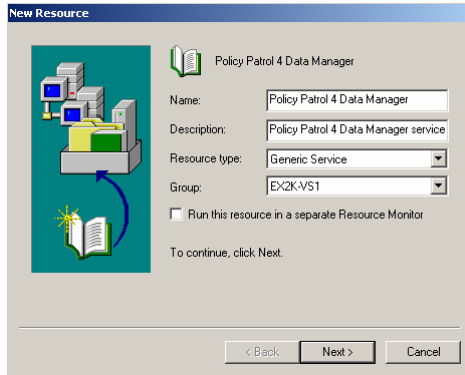 New Resource
Policy Patrol 4 Data Manager
Name: Policy Patrol 4 Data Manager
Description: Policy Patrol 4 Data Manager service
Resource type: Generic Service
Group: EX2K-VS1
Run this resource in a separate Resource Monitor
To continue, click Next.
< Back Next > Cancel